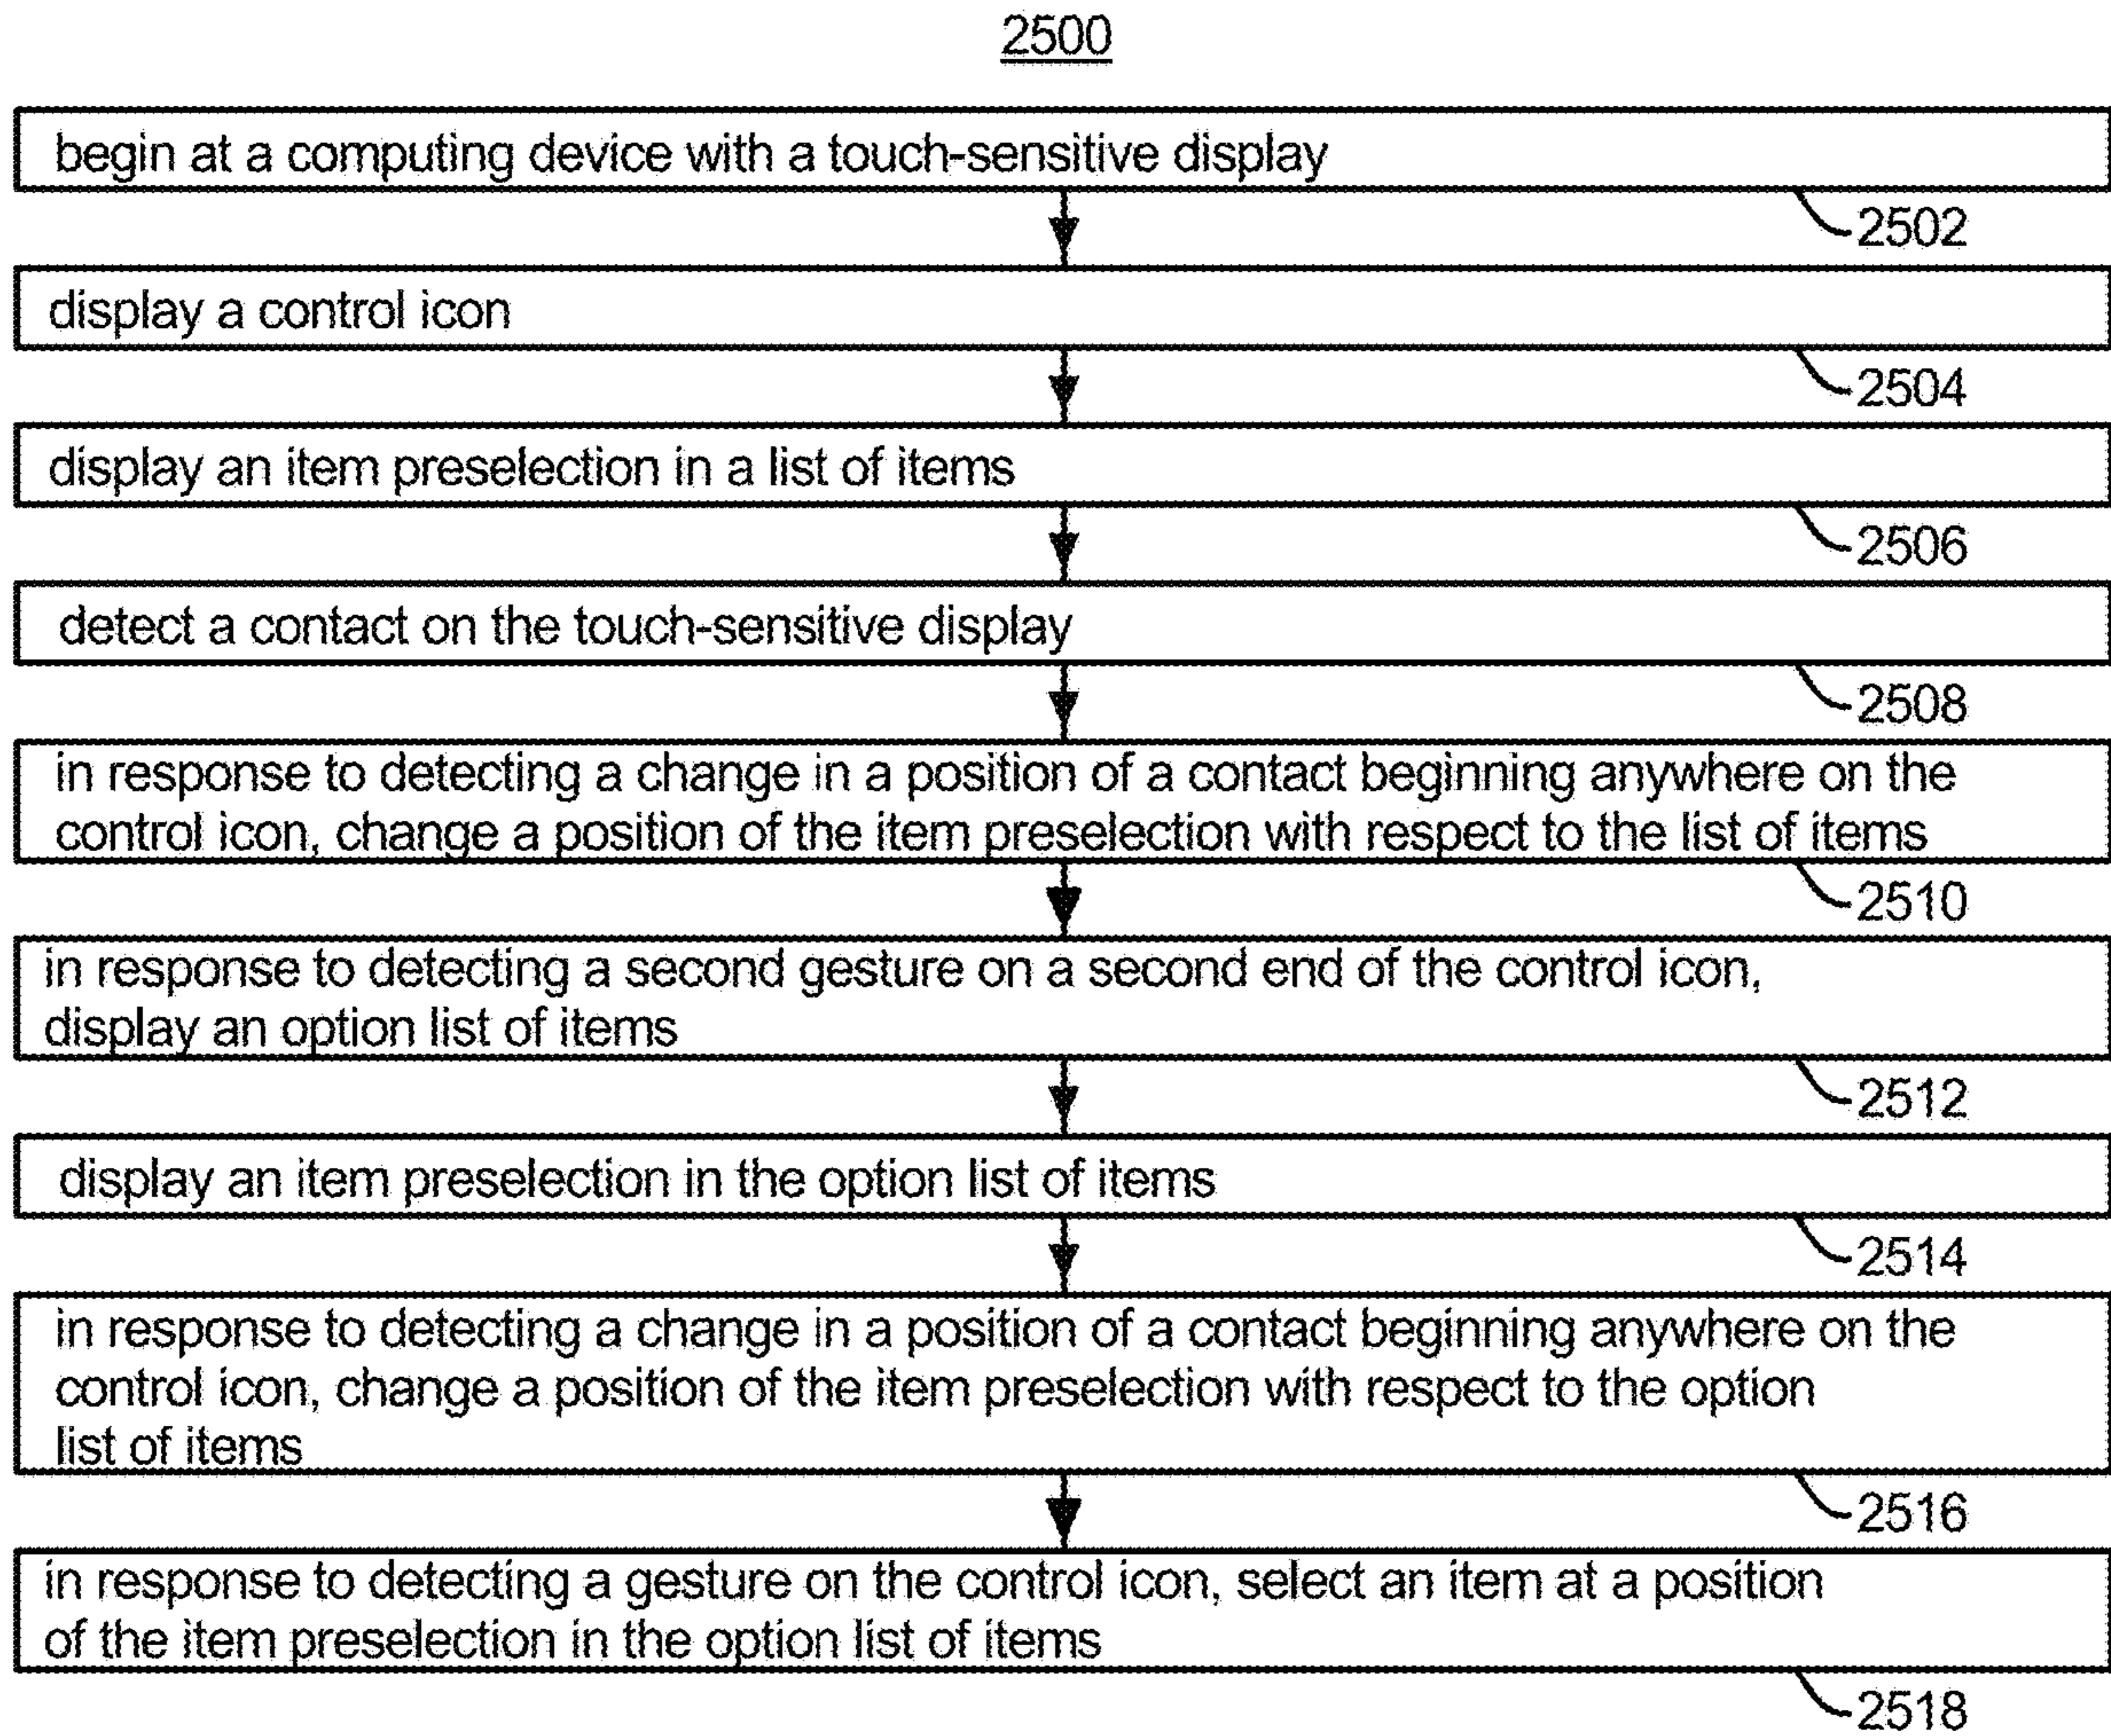 2500
begin at a computing device with a touch-sensitive display
2502
display a control icon
2504
display an item preselection in a list of items
2506
detect a contact on the touch-sensitive display
2508
in response to detecting a change in a position of a contact beginning anywhere on the
control icon, change a position of the item preselection with respect to the list of items
2510
in response to detecting a second gesture on a second end of the control icon,
display an option list of items
2512
display an item preselection in the option list of items
2514
in response to detecting a change in a position of a contact beginning anywhere on the
control icon, change a position of the item preselection with respect to the option
list of items
2516
in response to detecting a gesture on the control icon, select an item at a position
of the item preselection in the option list of items
2518